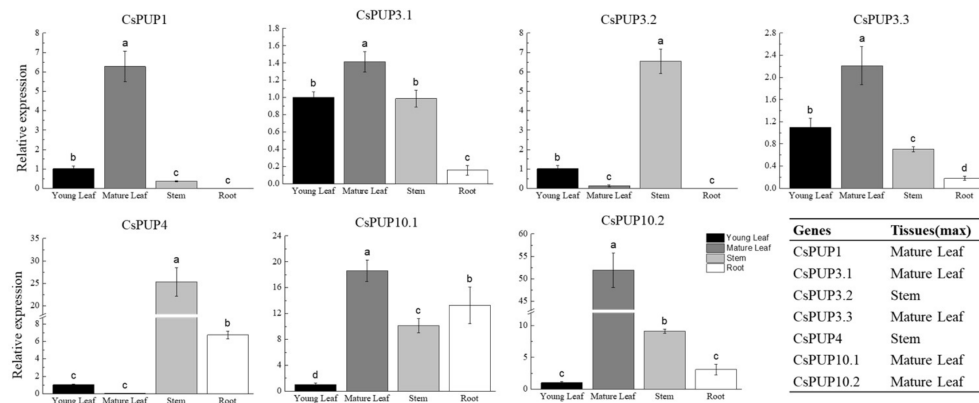 CsPUP1
Relative expression
8
7
6
5
4
3
2
1
0
b
a
c
c
Young Leaf Mature Leaf Stem Root
CsPUP3.1
1.8
1.6
1.4
1.2
1.0
0.8
0.6
0.4
0.2
0.0
b
a
b
c
Young Leaf Mature Leaf Stem Root
CsPUP3.2
8
7
6
5
4
3
2
1
0
b
c
a
c
Young Leaf Mature Leaf Stem Root
CsPUP3.3
2.8
2.4
2.0
1.6
1.2
0.8
0.4
0.0
b
a
c
d
Young Leaf Mature Leaf Stem Root
CsPUP4
Relative expression
35
30
25
20
8
6
4
2
0
c
c
a
b
Young Leaf Mature Leaf Stem Root
CsPUP10.1
24
20
16
12
8
4
0
d
a
c
b
Young Leaf Mature Leaf Stem Root
CsPUP10.2
60
55
50
45
10
5
0
c
a
b
c
Young Leaf Mature Leaf Stem Root
Young Leaf
Mature Leaf
Stem
Root
Genes Tissues(max)
CsPUP1 Mature Leaf
CsPUP3.1 Mature Leaf
CsPUP3.2 Stem
CsPUP3.3 Mature Leaf
CsPUP4 Stem
CsPUP10.1 Mature Leaf
CsPUP10.2 Mature Leaf